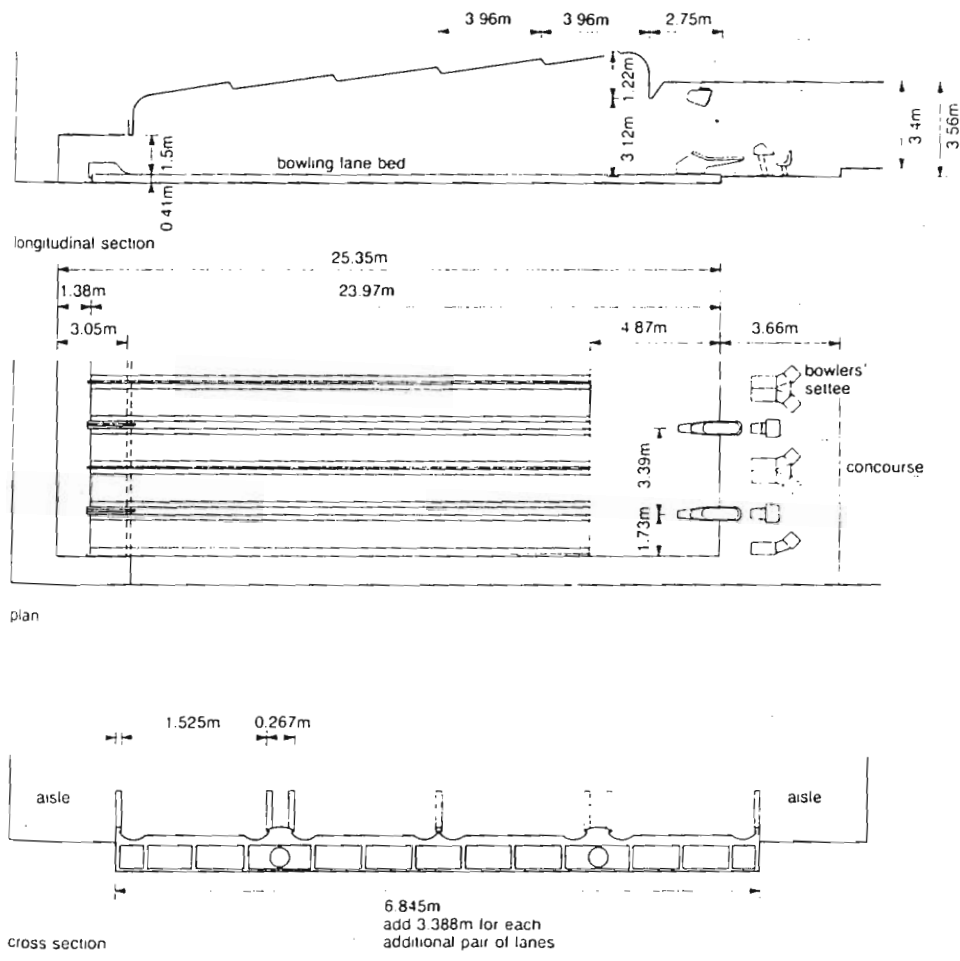 3 96m 3 96m 2.75m
1.22m
3 12m
3 4m
3 56m
1.5m
bowling lane bed
0 41m
longitudinal section
25.35m
1.38m 23.97m
3.05m 4 87m 3.66m
bowlers'
settee
3.39m
concourse
1.73m
plan
1.525m 0.267m
aisle aisle
6.845m
add 3.388m for each
additional pair of lanes
cross section